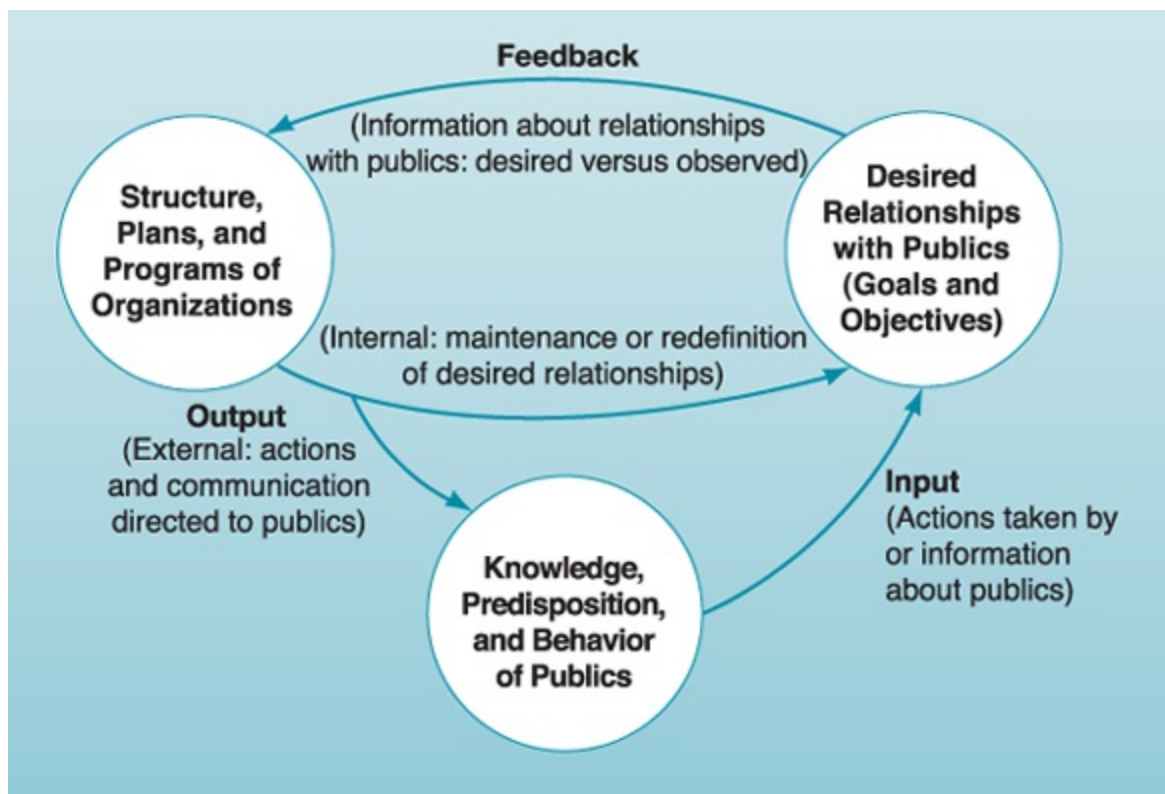 Feedback
(Information about relationships
with publics: desired versus observed)
Structure,
Plans, and
Programs of
Organizations
Desired
Relationships
with Publics
(Goals and
Objectives)
(Internal: maintenance or redefinition
of desired relationships)
Output
(External: actions
and communication
directed to publics)
Input
(Actions taken by
or information
about publics)
Knowledge,
Predisposition,
and Behavior
of Publics